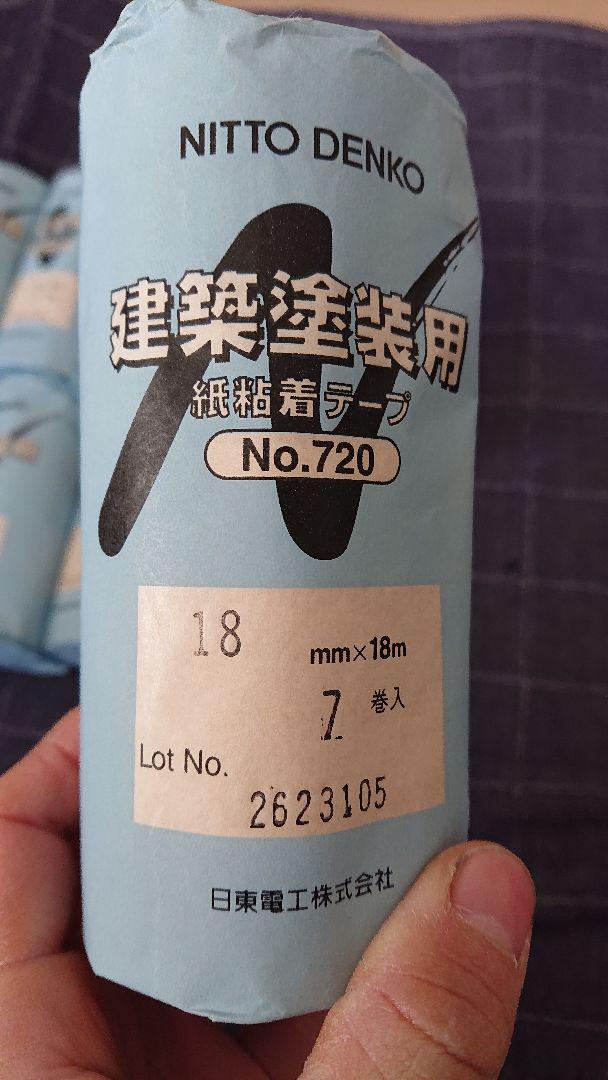 NITTO DENKO
建築塗装用
紙粘着テープ
No.720
18 mm×18m
7 巻入
Lot No.
2623105
日東電工株式会社